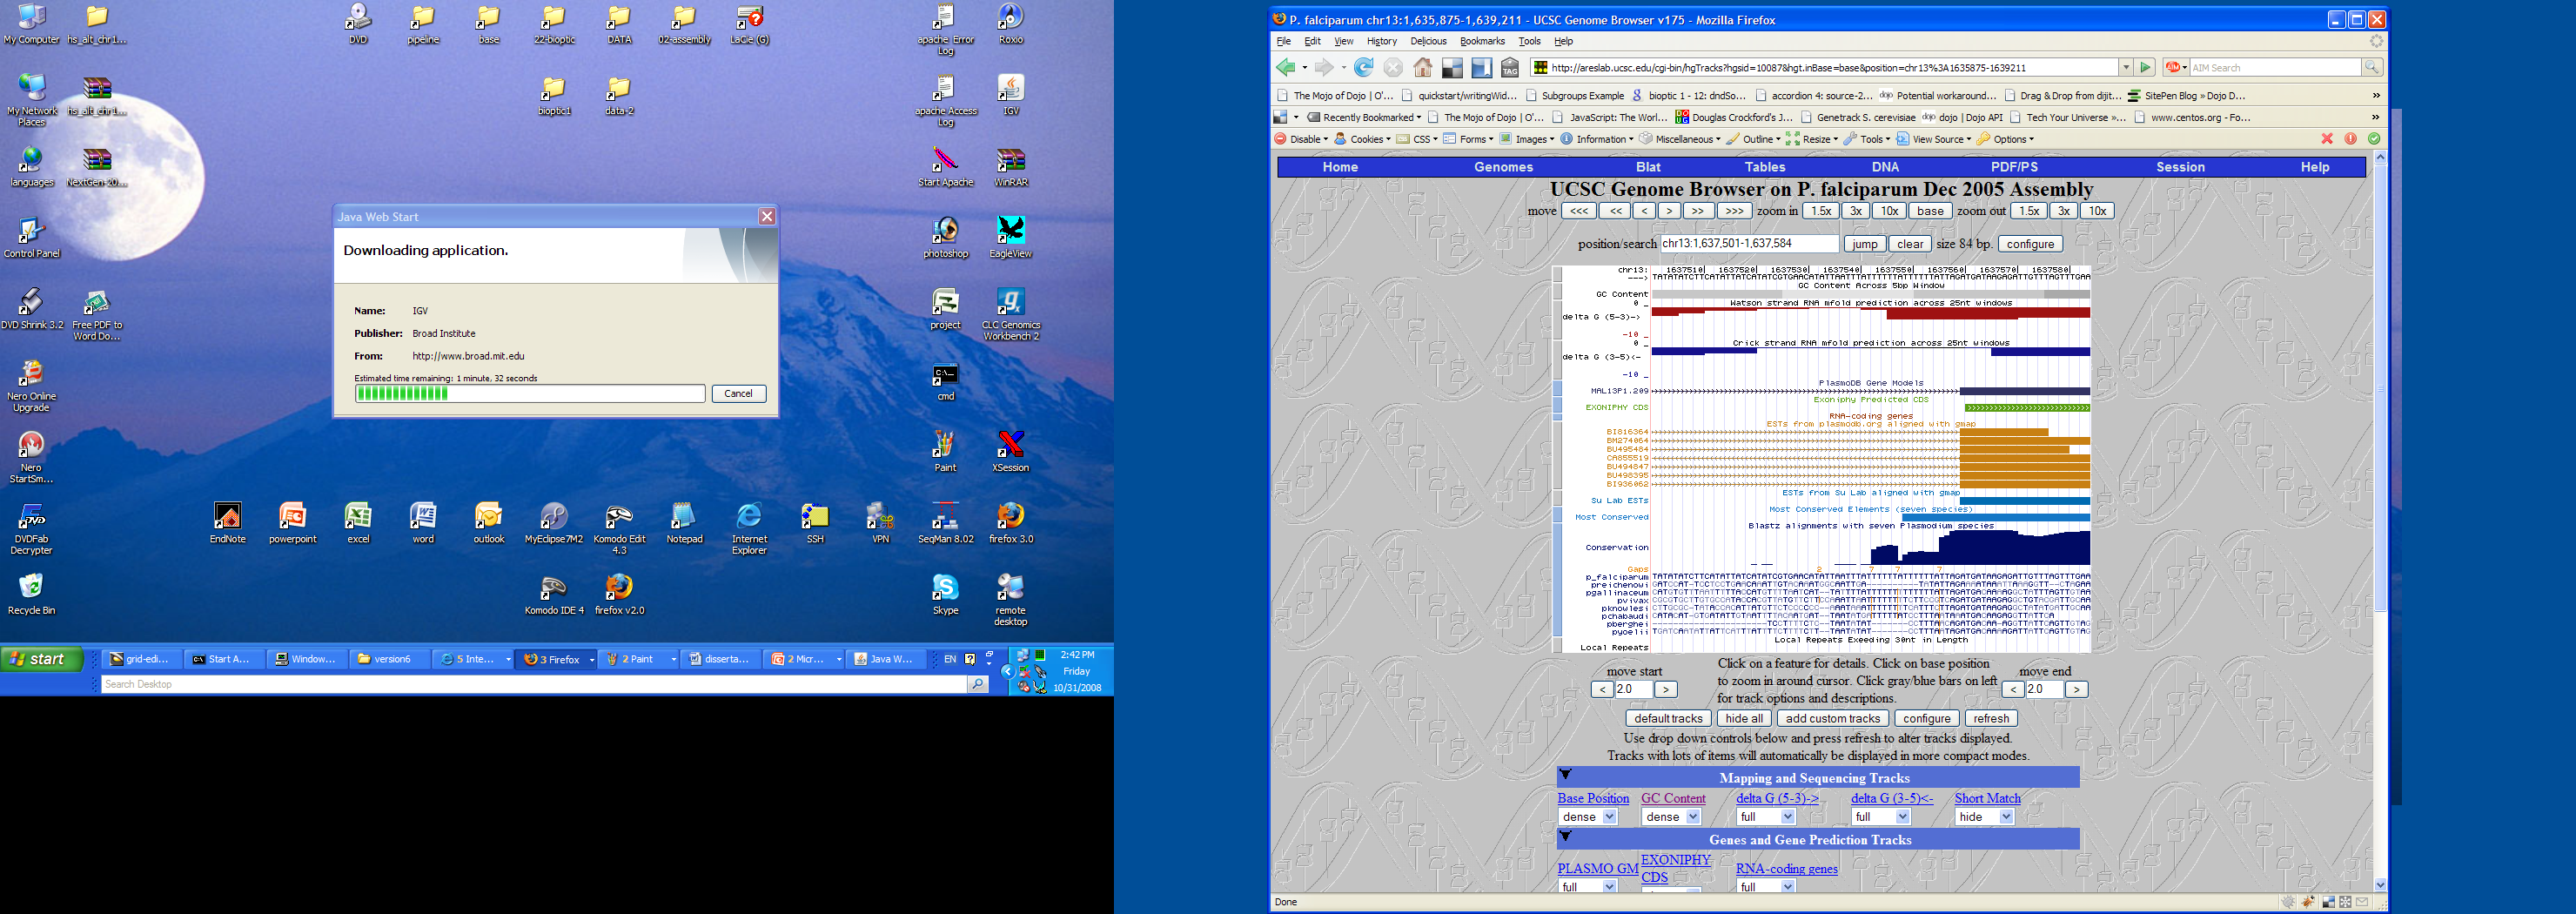 My Computer
hs_alt_chr1...
DVD
pipeline
base
22-bioptic
DATA
02-assembly
LaCie (G)
apache_Error Log
Roxio
My Network Places
hs_alt_chr1...
bioptic1
data-2
apache Access Log
IGV
languages
NextGen-20...
Start Apache
WinRAR
Control Panel
photoshop
EagleView
DVD Shrink 3.2
Free PDF to Word Do...
project
CLC Genomics Workbench 2
Nero Online Upgrade
cmd
Nero StartSm...
Paint
XSession
DVDFab Decrypter
EndNote
powerpoint
excel
word
outlook
MyEclipse7M2
Komodo Edit 4.3
Notepad
Internet Explorer
SSH
VPN
SeqMan 8.02
firefox 3.0
Recycle Bin
Komodo IDE 4
firefox v2.0
Skype
remote desktop
Java Web Start
Downloading application.
Name: IGV
Publisher: Broad Institute
From: http://www.broad.mit.edu
Estimated time remaining: 1 minute, 32 seconds
Cancel
start
grid-edi...
Start A...
Window...
version6
5 Inte...
3 Firefox
2 Paint
disserta...
2 Micr...
Java W...
EN
2:42 PM
Friday
10/31/2008
Search Desktop
P. falciparum chr13:1,635,875-1,639,211 - UCSC Genome Browser v175 - Mozilla Firefox
File Edit View History Delicious Bookmarks Tools Help
http://areslab.ucsc.edu/cgi-bin/hgTracks?hgsid=10087&hgt.inBase=base&position=chr13%3A1635875-1639211
AIM Search
The Mojo of Dojo | O'... quickstart/writingWid... Subgroups Example bioptic 1 - 12: dndSo... accordion 4: source-2... Potential workaround... Drag & Drop from dijit... SitePen Blog » Dojo D... »
Recently Bookmarked The Mojo of Dojo | O'... JavaScript: The Worl... Douglas Crockford's J... Genetrack S. cerevisiae dojo | Dojo API Tech Your Universe »... www.centos.org - Fo... »
Disable Cookies CSS Forms Images Information Miscellaneous Outline Resize Tools View Source Options
Home Genomes Blat Tables DNA PDF/PS Session Help
UCSC Genome Browser on P. falciparum Dec 2005 Assembly
move <<< << < > >> >>> zoom in 1.5x 3x 10x base zoom out 1.5x 3x 10x
position/search chr13:1,637,501-1,637,584 jump clear size 84 bp. configure
chr13: 1637510| 1637520| 1637530| 1637540| 1637550| 1637560| 1637570| 1637580|
--->
GC Content Across 5bp Window
GC Content
Watson strand RNA mfold prediction across 25nt windows
0 _
delta G (5-3)->
-10 _
Crick strand RNA mfold prediction across 25nt windows
0 _
delta G (3-5)<-
-10 _
PlasmoDB Gene Models
MAL13P1.209
Exoniphy Predicted CDS
EXONIPHY CDS
RNA-coding genes
ESTs from plasmodb.org aligned with gmap
BI816364
BM274064
BU495484
CA855519
BU494847
BU498395
BI936062
ESTs from Su Lab aligned with gmap
Su Lab ESTs
Most Conserved Elements (seven species)
Most Conserved
Blastz alignments with seven Plasmodium species
Conservation
Gaps
p_falciparum
preichenowi
pgallinaceum
pvivax
pknowlesi
pchabaudi
pberghei
pyoelii
Local Repeats Exeeding 30nt in Length
Local Repeats
move start
< 2.0 >
Click on a feature for details. Click on base position
to zoom in around cursor. Click gray/blue bars on left
for track options and descriptions.
move end
< 2.0 >
default tracks hide all add custom tracks configure refresh
Use drop down controls below and press refresh to alter tracks displayed.
Tracks with lots of items will automatically be displayed in more compact modes.
Mapping and Sequencing Tracks
Base Position GC Content delta G (5-3)-> delta G (3-5)<- Short Match
dense dense full full hide
Genes and Gene Prediction Tracks
PLASMO GM EXONIPHY CDS RNA-coding genes
full full
Done